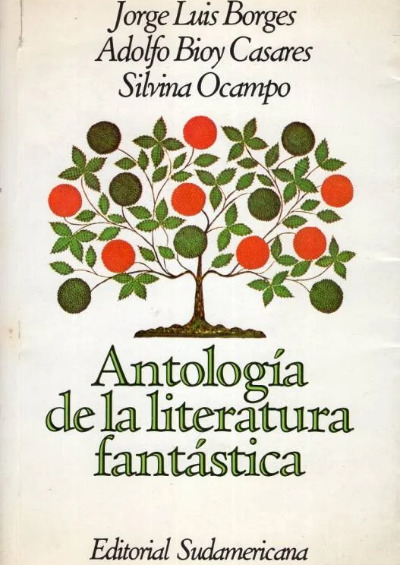 Jorge Luis Borges
Adolfo Bioy Casares
Silvina Ocampo
Antología
de la literatura
fantástica
Editorial Sudamericana